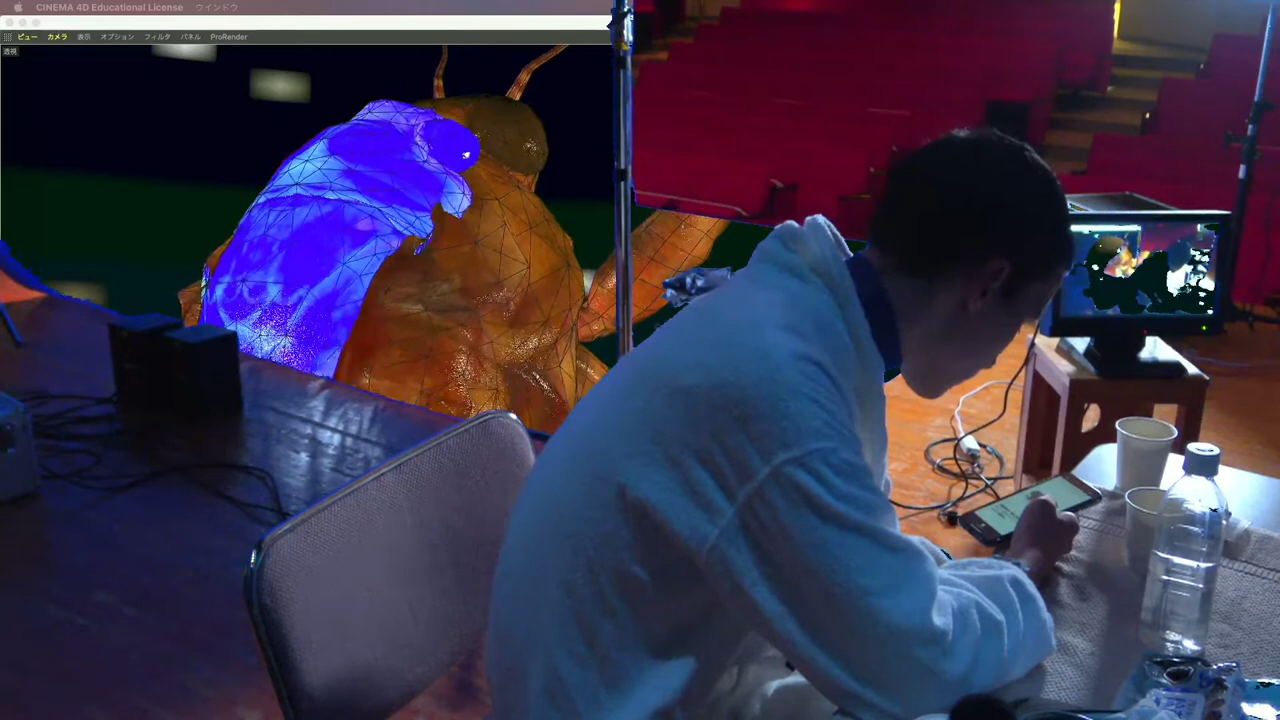 CINEMA 4D Educational License ウインドウ
ビュー カメラ 表示 オプション フィルタ パネル ProRender
透視